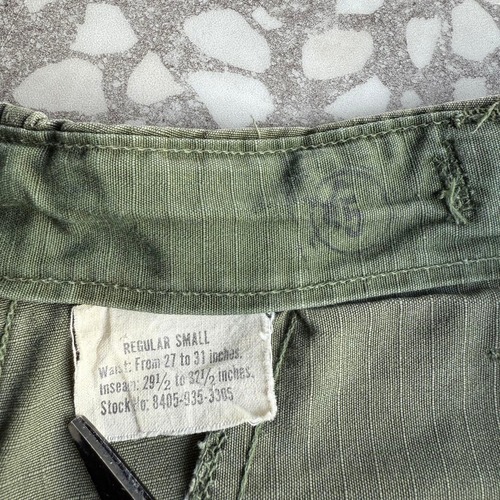 REGULAR SMALL
Waist: From 27 to 31 inches.
Inseam: 29½ to 32½ inches.
Stock No: 8405-935-3305